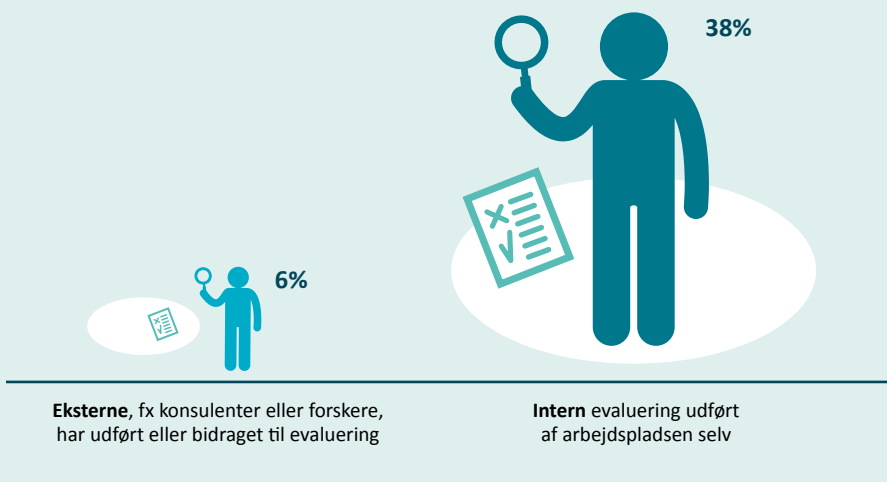 38%
6%
Eksterne, fx konsulenter eller forskere,
har udført eller bidraget til evaluering
Intern evaluering udført
af arbejdspladsen selv